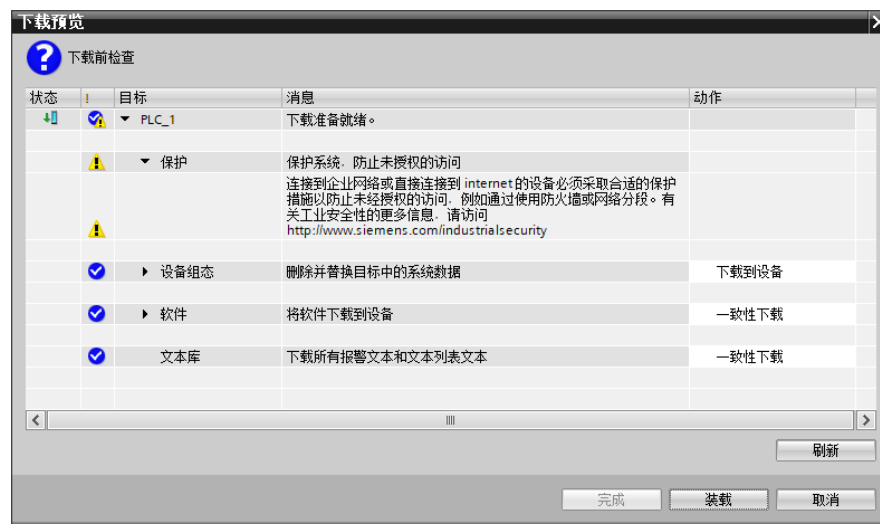 下载预览
下载前检查
状态 ! 目标 消息 动作
PLC_1 下载准备就绪。
保护 保护系统，防止未授权的访问
连接到企业网络或直接连接到 internet 的设备必须采取合适的保护
措施以防止未经授权的访问，例如通过使用防火墙或网络分段。有
关工业安全性的更多信息，请访问
http://www.siemens.com/industrialsecurity
设备组态 删除并替换目标中的系统数据 下载到设备
软件 将软件下载到设备 一致性下载
文本库 下载所有报警文本和文本列表文本 一致性下载
刷新
完成 装载 取消